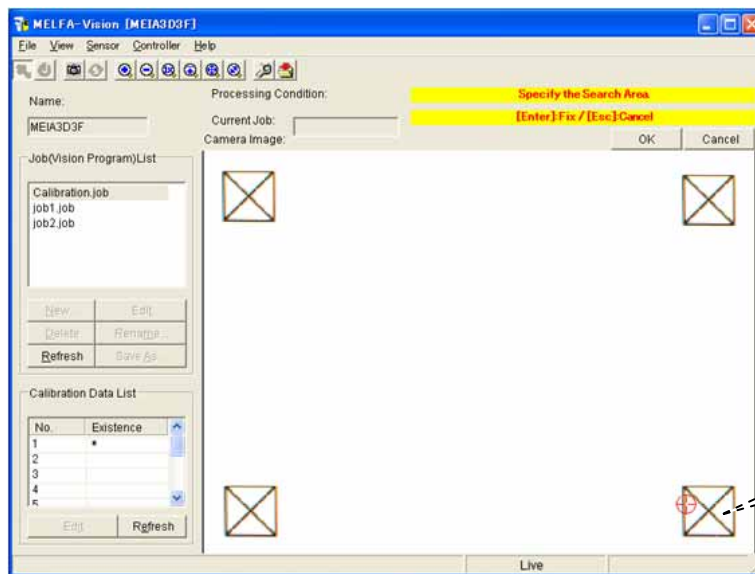 MELFA-Vision [MEIA3D3F]
File View Sensor Controller Help
Name:
MEIA3D3F
Processing Condition:
Specify the Search Area.
Current Job:
[Enter]:Fix / [Esc]:Cancel
Camera Image:
OK Cancel
Job(Vision Program)List
Calibration.job
job1.job
job2.job
New... Edit
Delete Rename...
Refresh Save As
Calibration Data List
No. Existence
1 *
2
3
4
5
Edit Refresh
Live